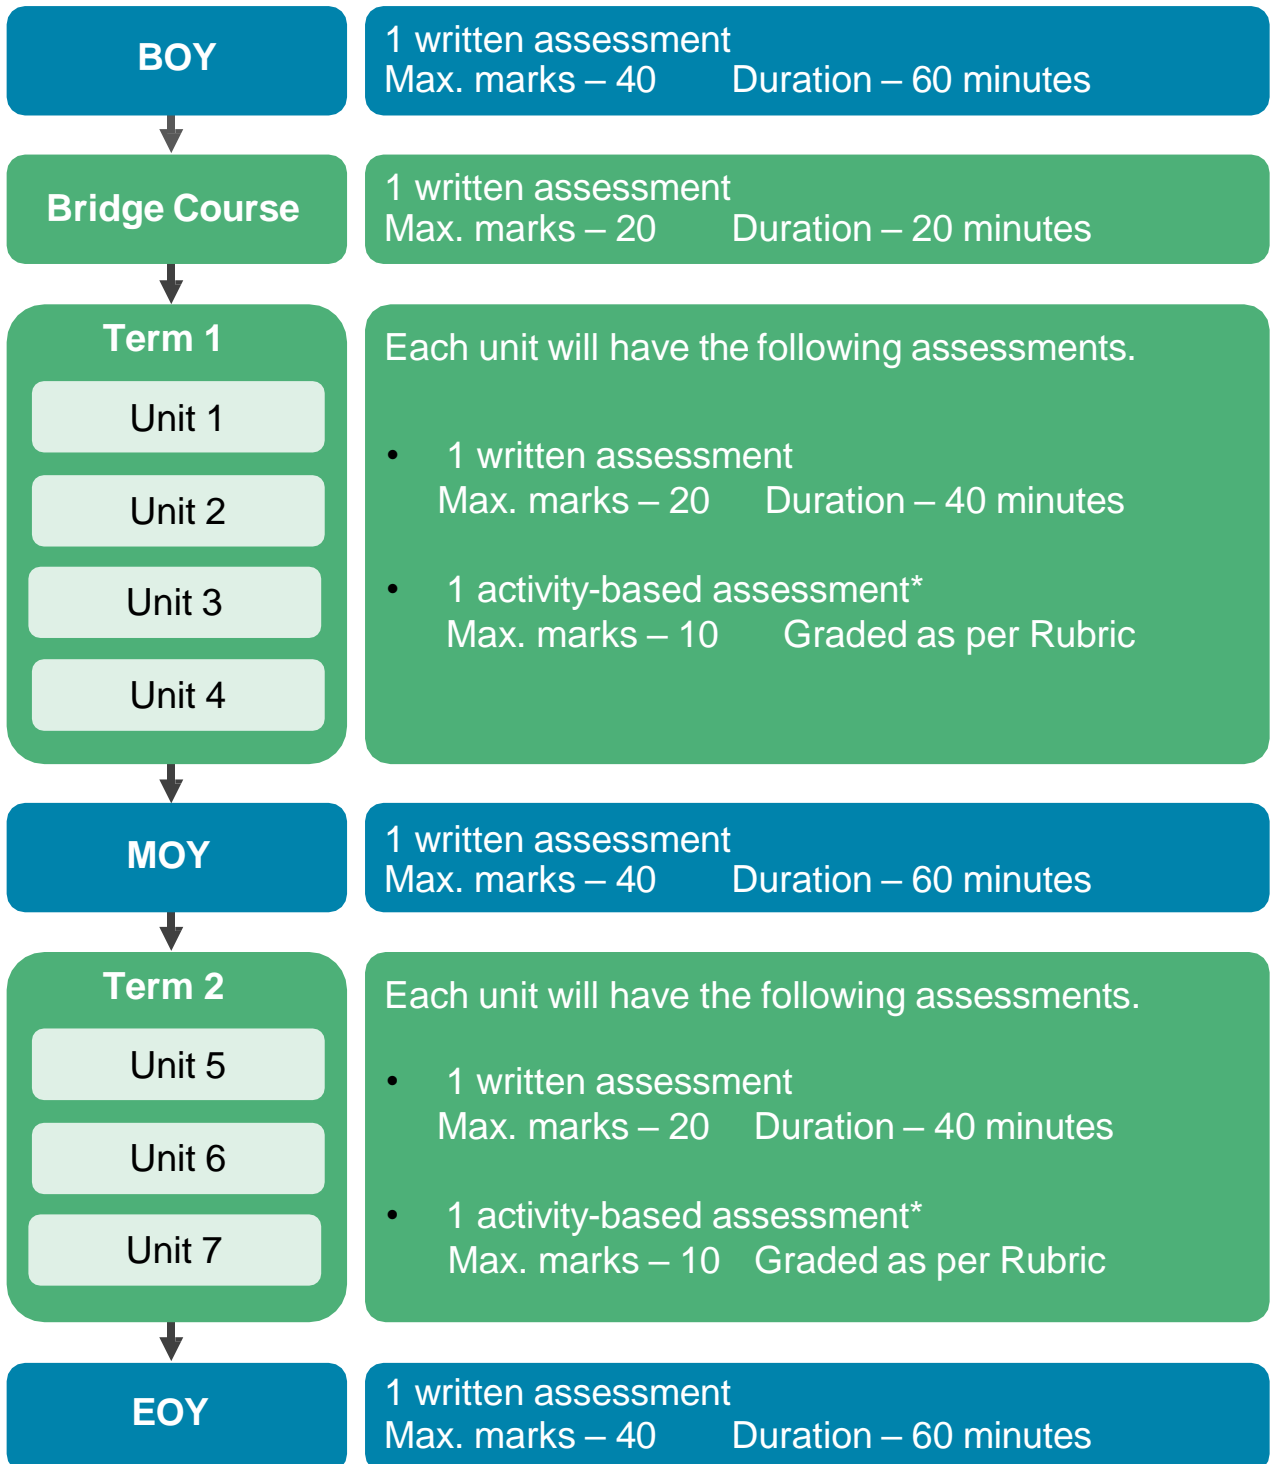 BOY
1 written assessment
Max. marks – 40 Duration – 60 minutes
Bridge Course
1 written assessment
Max. marks – 20 Duration – 20 minutes
Term 1
Unit 1
Unit 2
Unit 3
Unit 4
Each unit will have the following assessments.
• 1 written assessment
Max. marks – 20 Duration – 40 minutes
• 1 activity-based assessment*
Max. marks – 10 Graded as per Rubric
MOY
1 written assessment
Max. marks – 40 Duration – 60 minutes
Term 2
Unit 5
Unit 6
Unit 7
Each unit will have the following assessments.
• 1 written assessment
Max. marks – 20 Duration – 40 minutes
• 1 activity-based assessment*
Max. marks – 10 Graded as per Rubric
EOY
1 written assessment
Max. marks – 40 Duration – 60 minutes